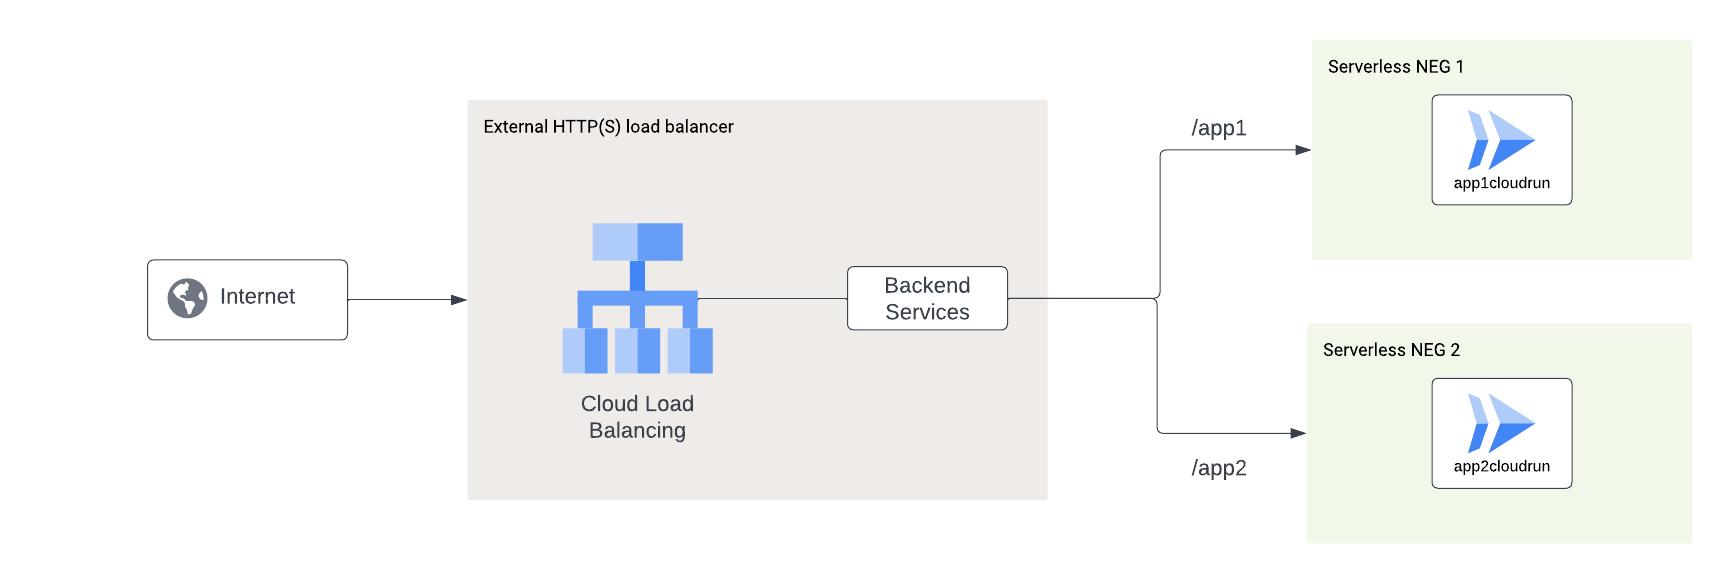 Internet
External HTTP(S) load balancer
Cloud Load
Balancing
Backend
Services
/app1
/app2
Serverless NEG 1
app1cloudrun
Serverless NEG 2
app2cloudrun